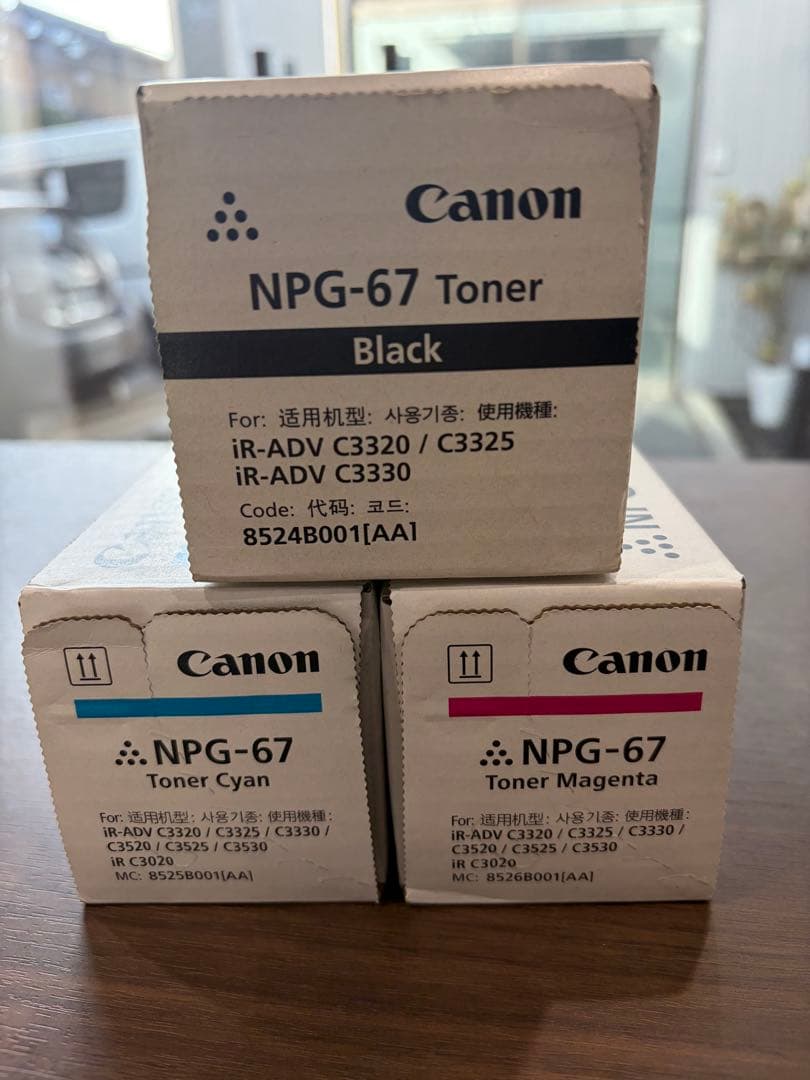 Canon
NPG-67 Toner
Black
For: 适用机型: 사용기종: 使用機種:
iR-ADV C3320 / C3325
iR-ADV C3330
Code: 代码: 코드:
8524B001[AA]
Canon
NPG-67
Toner Cyan
For: 适用机型: 사용기종: 使用機種:
iR-ADV C3320 / C3325 / C3330 /
C3520 / C3525 / C3530
iR C3020
MC: 8525B001[AA]
Canon
NPG-67
Toner Magenta
For: 适用机型: 사용기종: 使用機種:
iR-ADV C3320 / C3325 / C3330 /
C3520 / C3525 / C3530
iR C3020
MC: 8526B001[AA]